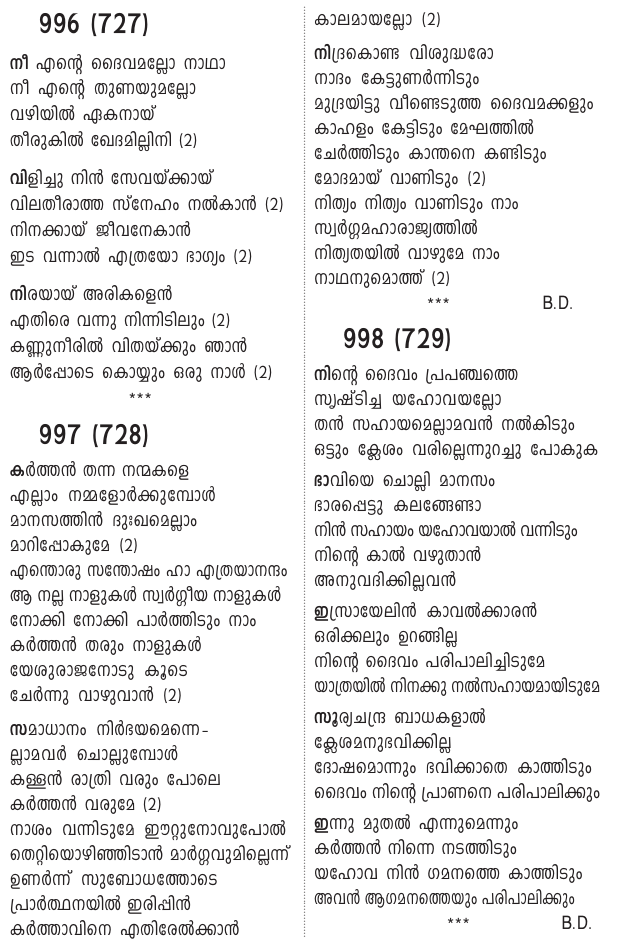 996 (727)
നീ എന്റെ ദൈവമല്ലോ നാഥാ
നീ എന്റെ തുണയുമല്ലോ
വഴിയിൽ ഏകനായ്
തീരുകിൽ ഖേദമില്ലിനി (2)
വിളിച്ചു നിൻ സേവയ്ക്കായ്
വിലതീരാത്ത സ്നേഹം നൽകാൻ (2)
നിനക്കായ് ജീവനേകാൻ
ഇട വന്നാൽ എത്രയോ ഭാഗ്യം (2)
നിരയായ് അരികളെൻ
എതിരെ വന്നു നിന്നിടിലും (2)
കണ്ണുനീരിൽ വിതയ്ക്കും ഞാൻ
ആർപ്പോടെ കൊയ്യും ഒരു നാൾ (2)
***
997 (728)
കർത്തൻ തന്ന നന്മകളെ
എല്ലാം നമ്മളോർക്കുമ്പോൾ
മാനസത്തിൻ ദുഃഖമെല്ലാം
മാറിപ്പോകുമേ (2)
എന്തൊരു സന്തോഷം ഹാ എത്രയാനന്ദം
ആ നല്ല നാളുകൾ സ്വർഗ്ഗീയ നാളുകൾ
നോക്കി നോക്കി പാർത്തിടും നാം
കർത്തൻ തരും നാളുകൾ
യേശുരാജനോടു കൂടെ
ചേർന്നു വാഴുവാൻ (2)
സമാധാനം നിർഭയമെന്നെ-
ല്ലാമവർ ചൊല്ലുമ്പോൾ
കള്ളൻ രാത്രി വരും പോലെ
കർത്തൻ വരുമേ (2)
നാശം വന്നിടുമേ ഈറ്റുനോവുപോൽ
തെറ്റിയൊഴിഞ്ഞിടാൻ മാർഗ്ഗവുമില്ലെന്ന്
ഉണർന്ന് സുബോധത്തോടെ
പ്രാർത്ഥനയിൽ ഇരിപ്പിൻ
കർത്താവിനെ എതിരേൽക്കാൻ
കാലമായല്ലോ (2)
നിദ്രകൊണ്ട വിശുദ്ധരോ
നാദം കേട്ടുണർന്നിടും
മുദ്രയിട്ടു വീണ്ടെടുത്ത ദൈവമക്കളും
കാഹളം കേട്ടിടും മേഘത്തിൽ
ചേർത്തിടും കാന്തനെ കണ്ടിടും
മോദമായ് വാണിടും (2)
നിത്യം നിത്യം വാണിടും നാം
സ്വർഗ്ഗമഹാരാജ്യത്തിൽ
നിത്യതയിൽ വാഴുമേ നാം
നാഥനുമൊത്ത് (2)
*** B.D.
998 (729)
നിന്റെ ദൈവം പ്രപഞ്ചത്തെ
സൃഷ്ടിച്ച യഹോവയല്ലോ
തൻ സഹായമെല്ലാമവൻ നൽകിടും
ഒട്ടും ക്ലേശം വരില്ലെന്നുറച്ചു പോകുക
ഭാവിയെ ചൊല്ലി മാനസം
ഭാരപ്പെട്ടു കലങ്ങേണ്ടാ
നിൻ സഹായം യഹോവയാൽ വന്നിടും
നിന്റെ കാൽ വഴുതാൻ
അനുവദിക്കില്ലവൻ
ഇസ്രായേലിൻ കാവൽക്കാരൻ
ഒരിക്കലും ഉറങ്ങില്ല
നിന്റെ ദൈവം പരിപാലിച്ചിടുമേ
യാത്രയിൽ നിനക്കു നൽസഹായമായിടുമേ
സൂര്യചന്ദ്ര ബാധകളാൽ
ക്ലേശമനുഭവിക്കില്ല
ദോഷമൊന്നും ഭവിക്കാതെ കാത്തിടും
ദൈവം നിന്റെ പ്രാണനെ പരിപാലിക്കും
ഇന്നു മുതൽ എന്നുമെന്നും
കർത്തൻ നിന്നെ നടത്തിടും
യഹോവ നിൻ ഗമനത്തെ കാത്തിടും
അവൻ ആഗമനത്തെയും പരിപാലിക്കും
*** B.D.